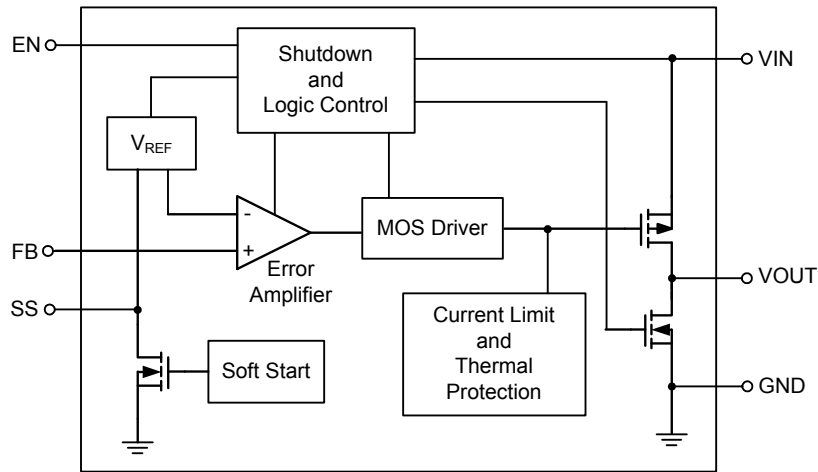 EN
Shutdown
and
Logic Control
VIN
VREF
-
MOS Driver
FB
+
Error
Amplifier
VOUT
SS
Current Limit
and
Thermal
Protection
Soft Start
GND